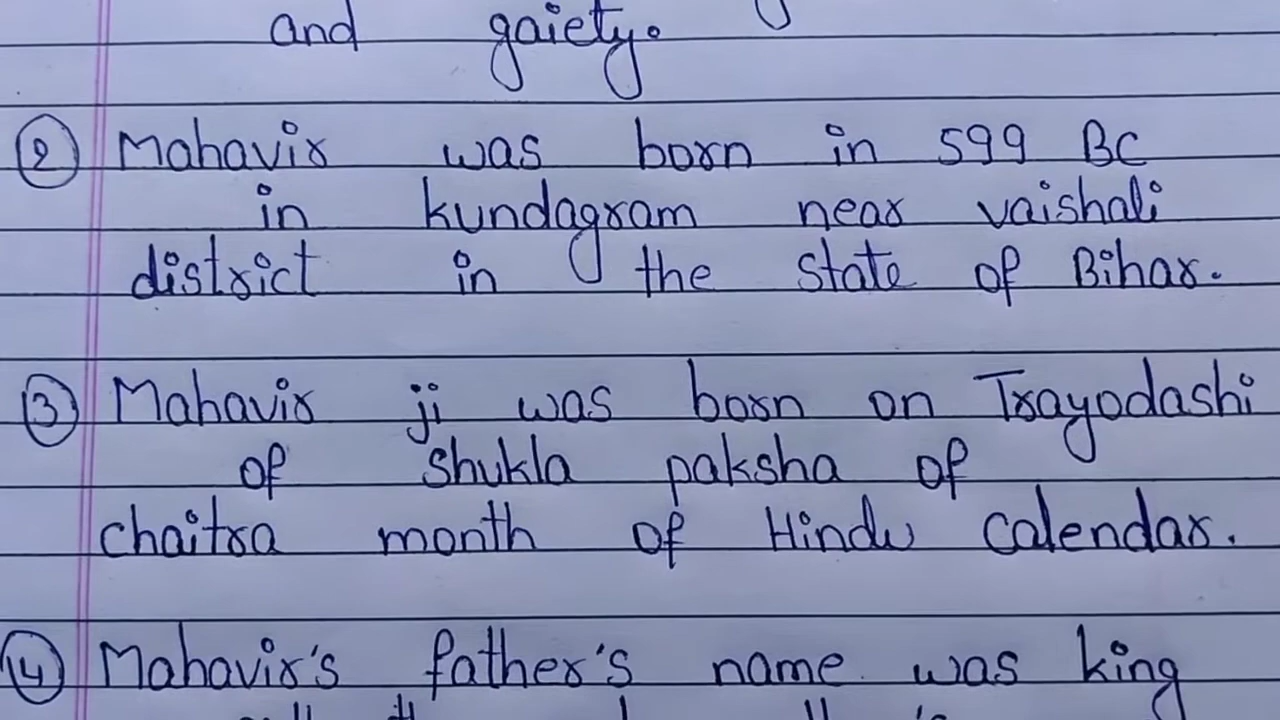 and gaiety.
② Mahavir was born in 599 BC
in kundagram near vaishali
district in the state of Bihar.
③ Mahavir ji was born on Trayodashi
of shukla paksha of
chaitra month of Hindu calendar.
④ Mahavir's father's name was king